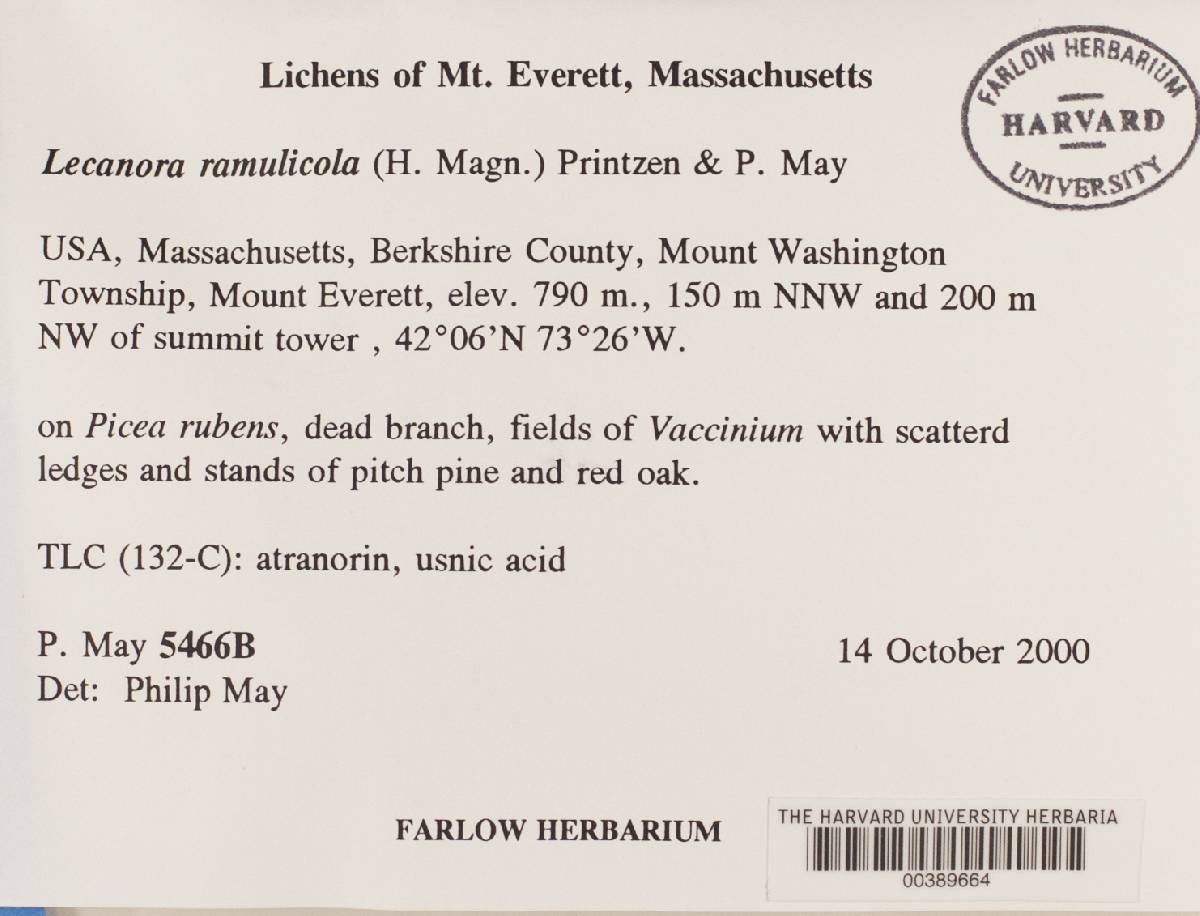 Lichens of Mt. Everett, Massachusetts
FARLOW HERBARIUM
HARVARD
UNIVERSITY
Lecanora ramulicola (H. Magn.) Printzen & P. May
USA, Massachusetts, Berkshire County, Mount Washington
Township, Mount Everett, elev. 790 m., 150 m NNW and 200 m
NW of summit tower , 42°06'N 73°26'W.
on Picea rubens, dead branch, fields of Vaccinium with scatterd
ledges and stands of pitch pine and red oak.
TLC (132-C): atranorin, usnic acid
P. May 5466B
14 October 2000
Det: Philip May
FARLOW HERBARIUM
THE HARVARD UNIVERSITY HERBARIA
00389664